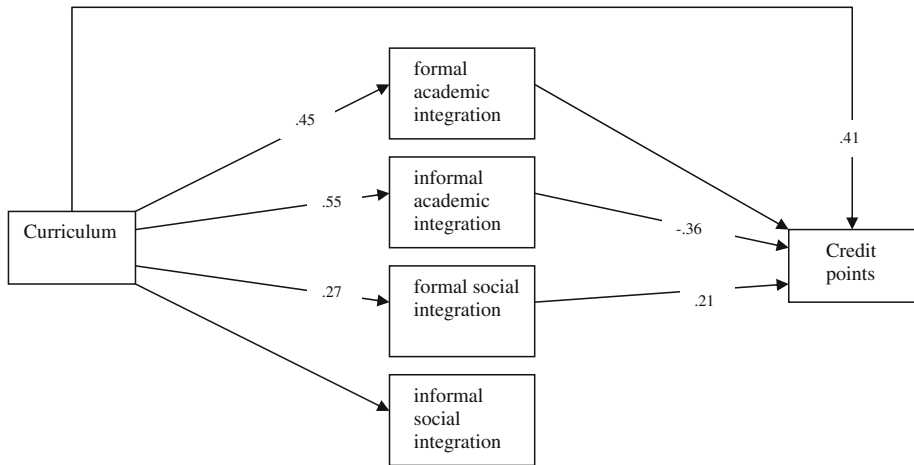 formal
academic
integration
.45
.41
informal
academic
integration
.55
-.36
Curriculum
Credit
points
formal social
integration
.27
.21
informal
social
integration